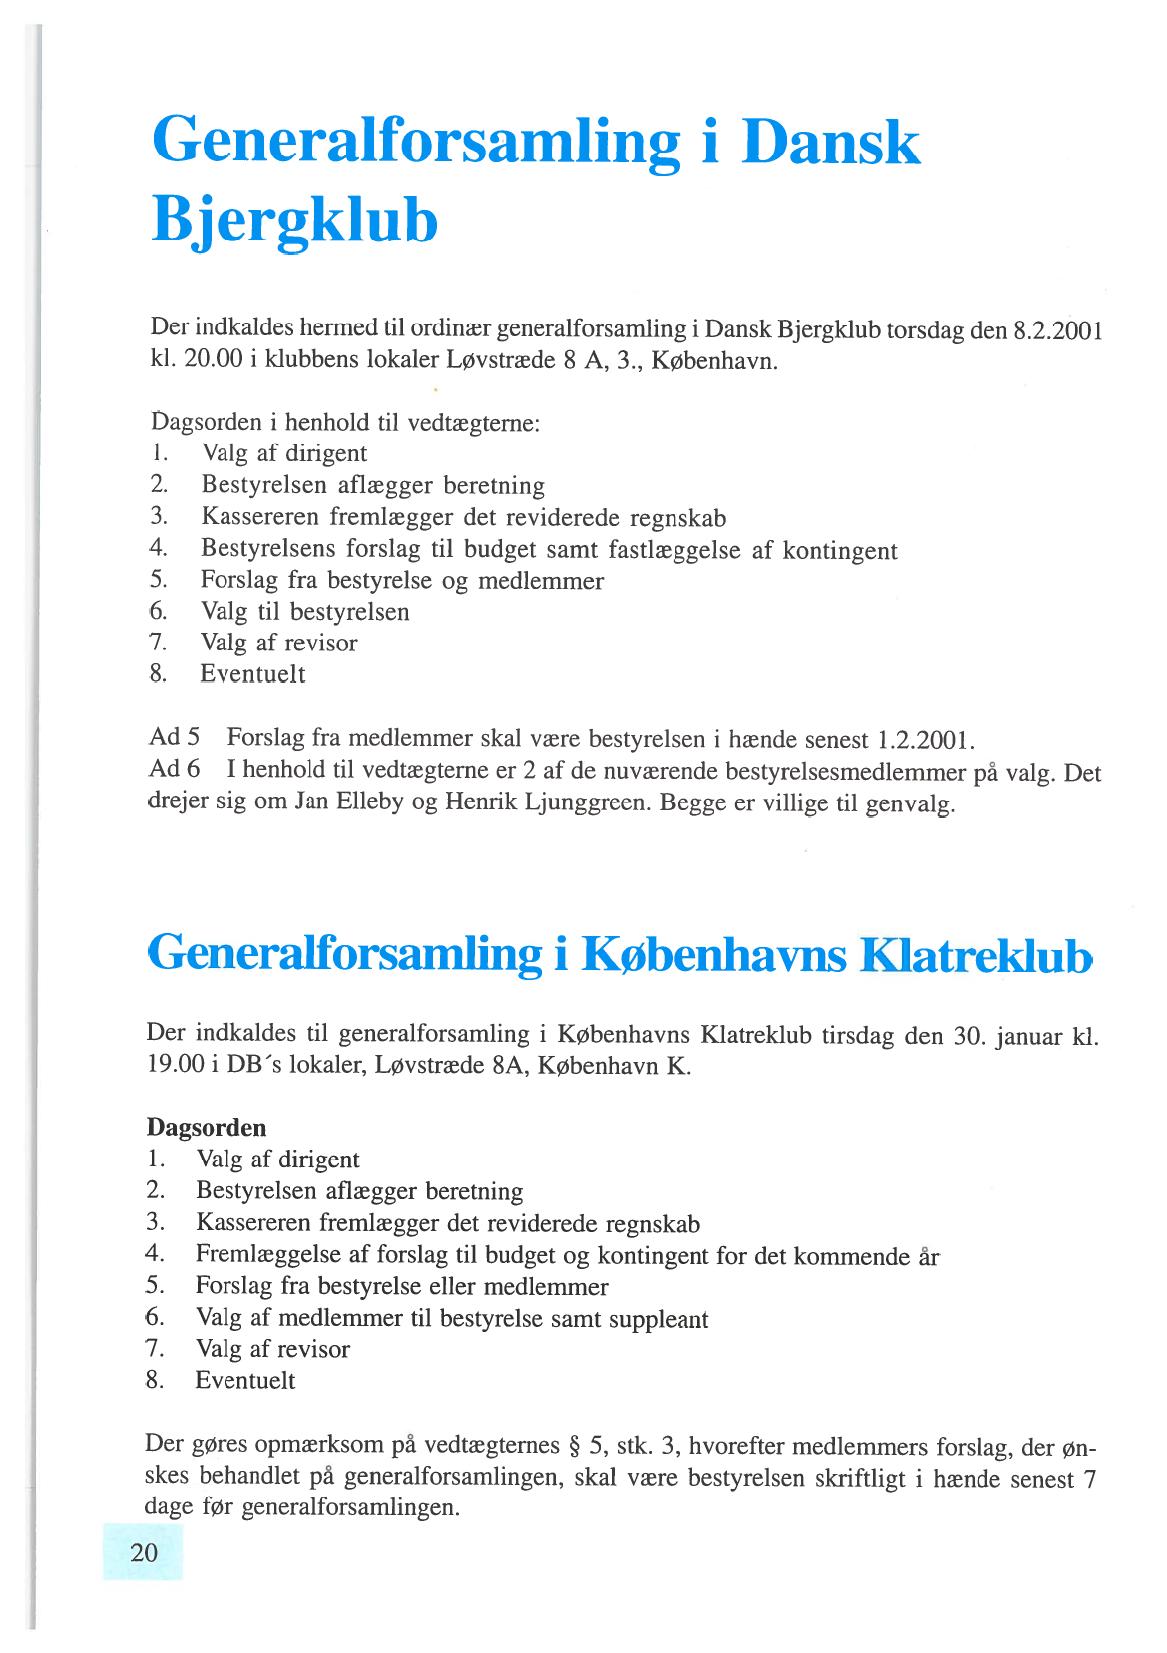 Generalforsamling i Dansk
Bjergklub
Der indkaldes hermed til ordinær generalforsamling i Dansk Bjergklub torsdag den 8.2.2001
kl. 20.00 i klubbens lokaler Løvstræde 8 A, 3., København.
Dagsorden i henhold til vedtægterne:
1. Valg af dirigent
2. Bestyrelsen aflægger beretning
3. Kassereren fremlægger det reviderede regnskab
4. Bestyrelsens forslag til budget samt fastlæggelse af kontingent
5. Forslag fra bestyrelse og medlemmer
6. Valg til bestyrelsen
7. Valg af revisor
8. Eventuelt
Ad 5 Forslag fra medlemmer skal være bestyrelsen i hænde senest 1.2.2001.
Ad 6 I henhold til vedtægterne er 2 af de nuværende bestyrelsesmedlemmer på valg. Det
drejer sig om Jan Elleby og Henrik Ljunggreen. Begge er villige til genvalg.
Generalforsamling i Københavns Klatreklub
Der indkaldes til generalforsamling i Københavns Klatreklub tirsdag den 30. januar kl.
19.00 i DB´s lokaler, Løvstræde 8A, København K.
Dagsorden
1. Valg af dirigent
2. Bestyrelsen aflægger beretning
3. Kassereren fremlægger det reviderede regnskab
4. Fremlæggelse af forslag til budget og kontingent for det kommende år
5. Forslag fra bestyrelse eller medlemmer
6. Valg af medlemmer til bestyrelse samt suppleant
7. Valg af revisor
8. Eventuelt
Der gøres opmærksom på vedtægternes § 5, stk. 3, hvorefter medlemmers forslag, der øn-
skes behandlet på generalforsamlingen, skal være bestyrelsen skriftligt i hænde senest 7
dage før generalforsamlingen.
20